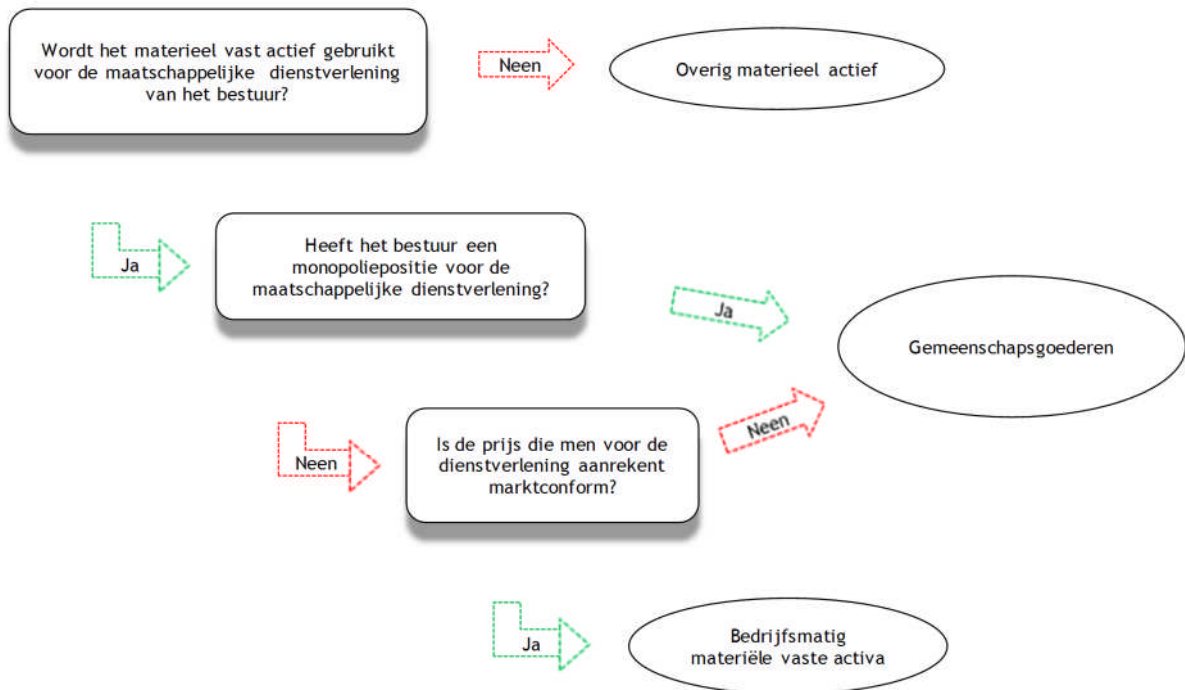 Wordt het materieel vast actief gebruikt
voor de maatschappelijke dienstverlening
van het bestuur?
Neen
Overig materieel actief
Ja
Heeft het bestuur een
monopoliepositie voor de
maatschappelijke dienstverlening?
Ja
Gemeenschapsgoederen
Neen
Is de prijs die men voor de
dienstverlening aanrekent
marktconform?
Neen
Ja
Bedrijfsmatig
materiële vaste activa